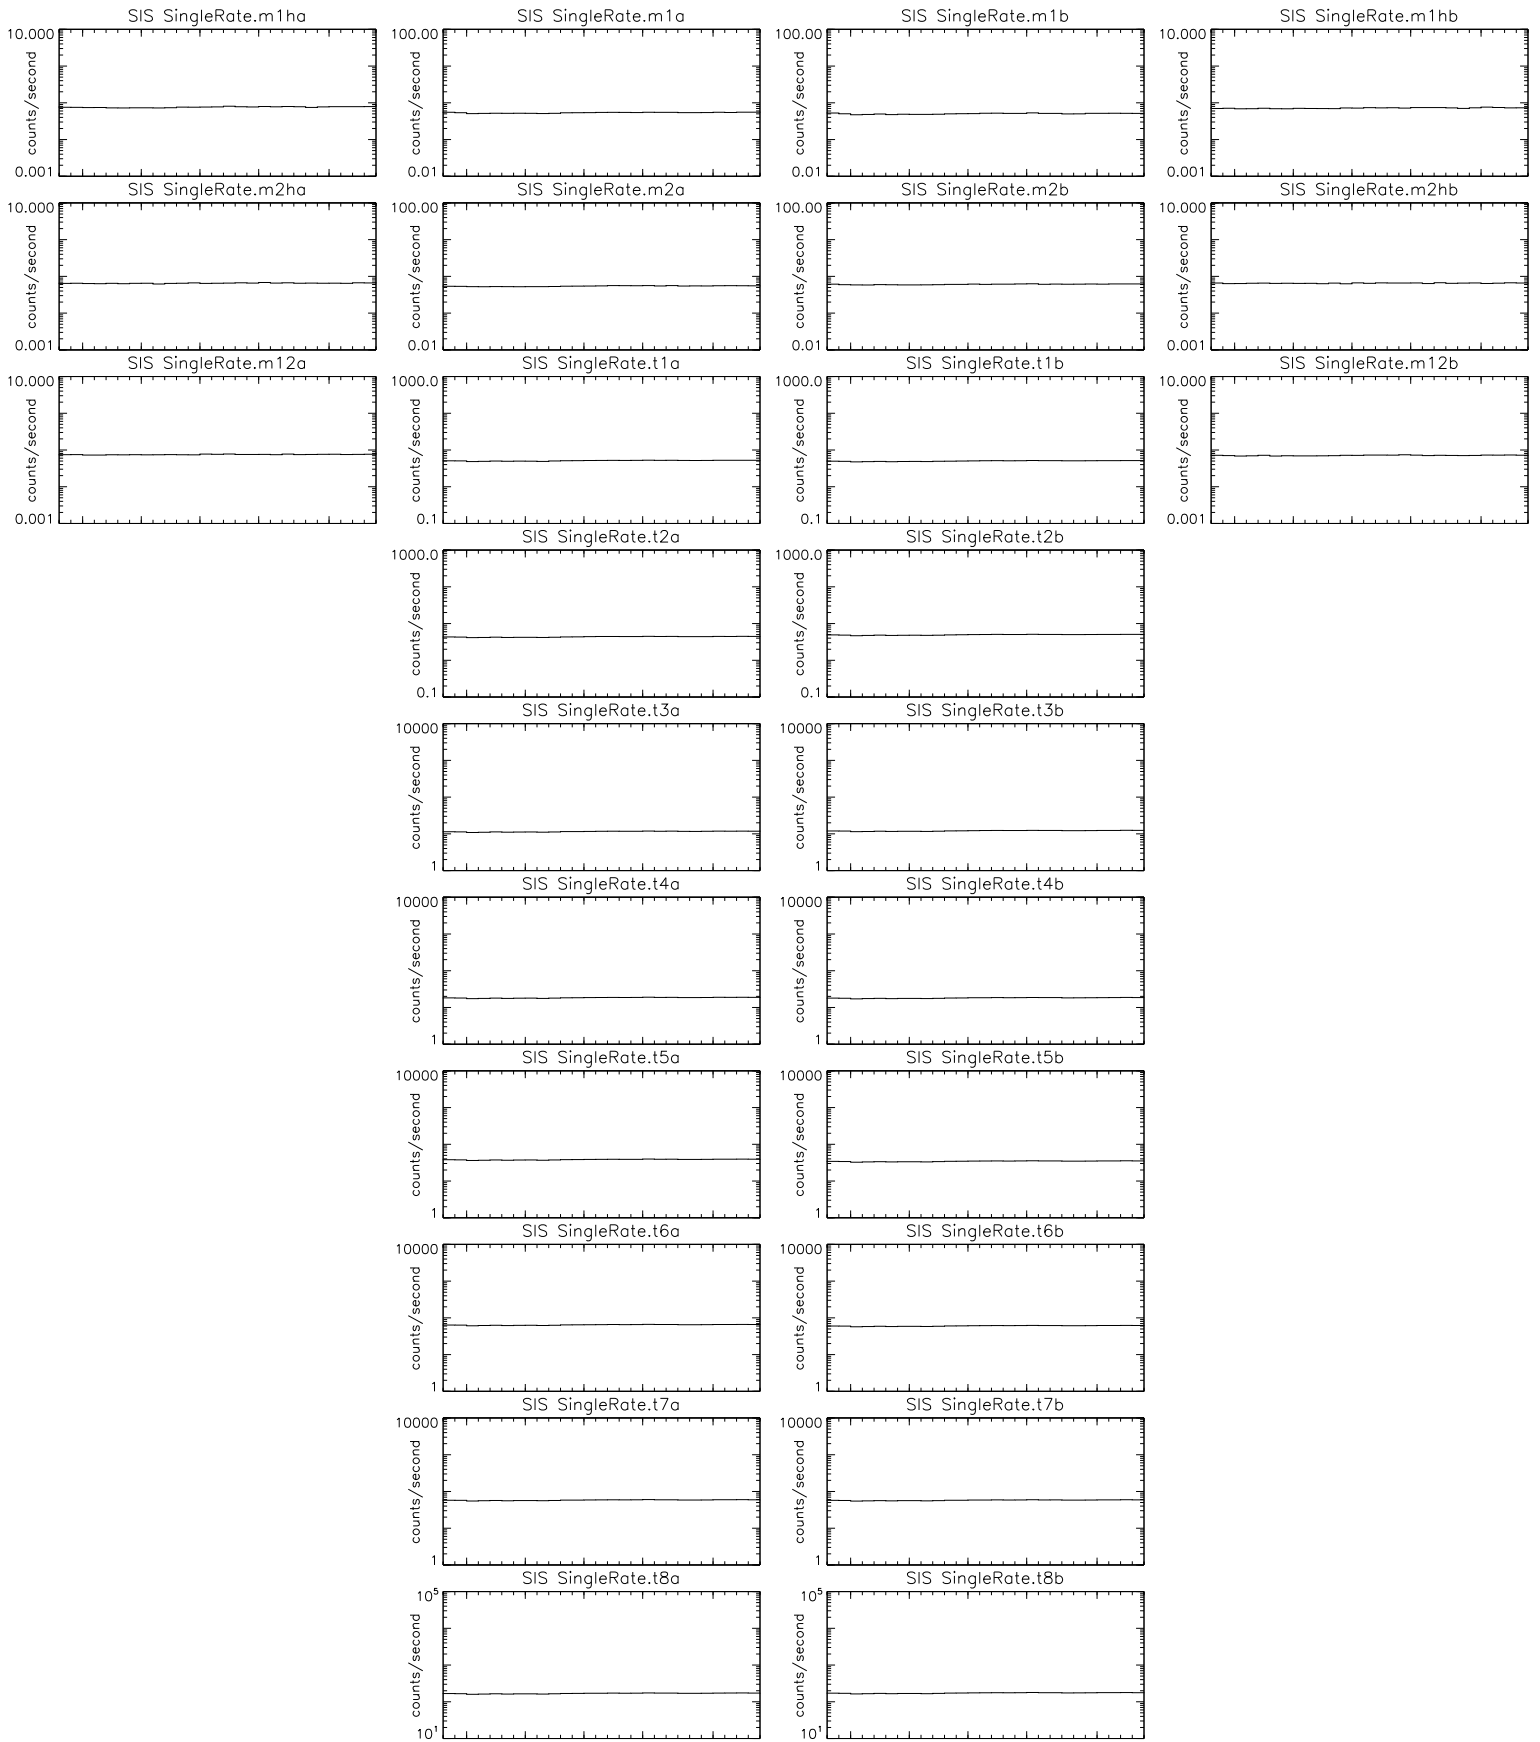 SIS SingleRate.m1ha
10.000
counts/second
0.001
SIS SingleRate.m1a
100.00
counts/second
0.01
SIS SingleRate.m1b
100.00
counts/second
0.01
SIS SingleRate.m1hb
10.000
counts/second
0.001
SIS SingleRate.m2ha
10.000
counts/second
0.001
SIS SingleRate.m2a
100.00
counts/second
0.01
SIS SingleRate.m2b
100.00
counts/second
0.01
SIS SingleRate.m2hb
10.000
counts/second
0.001
SIS SingleRate.m12a
10.000
counts/second
0.001
SIS SingleRate.t1a
1000.0
counts/second
0.1
SIS SingleRate.t1b
1000.0
counts/second
0.1
SIS SingleRate.m12b
10.000
counts/second
0.001
SIS SingleRate.t2a
1000.0
counts/second
0.1
SIS SingleRate.t2b
1000.0
counts/second
0.1
SIS SingleRate.t3a
10000
counts/second
1
SIS SingleRate.t3b
10000
counts/second
1
SIS SingleRate.t4a
10000
counts/second
1
SIS SingleRate.t4b
10000
counts/second
1
SIS SingleRate.t5a
10000
counts/second
1
SIS SingleRate.t5b
10000
counts/second
1
SIS SingleRate.t6a
10000
counts/second
1
SIS SingleRate.t6b
10000
counts/second
1
SIS SingleRate.t7a
10000
counts/second
1
SIS SingleRate.t7b
10000
counts/second
1
SIS SingleRate.t8a
10⁵
counts/second
10¹
SIS SingleRate.t8b
10⁵
counts/second
10¹